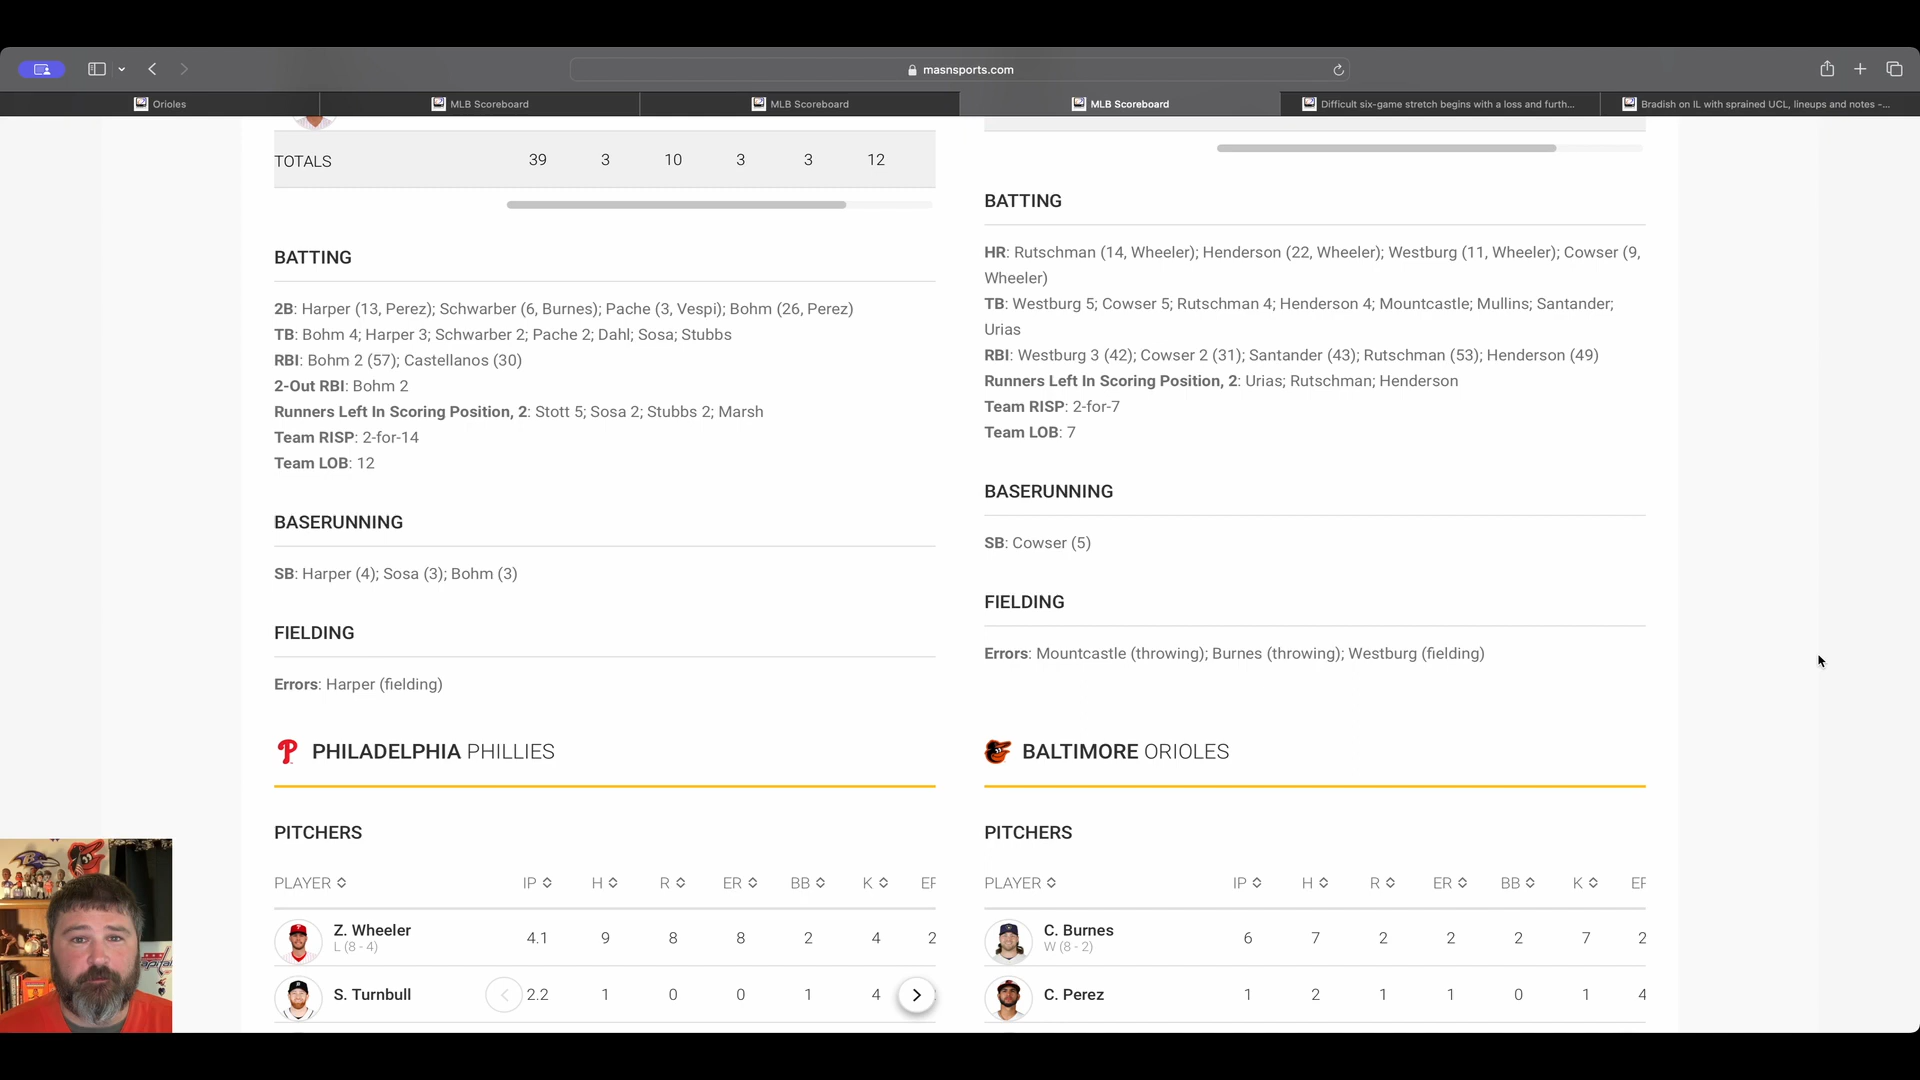 masnsports.com
Orioles
MLB Scoreboard
MLB Scoreboard
MLB Scoreboard
Difficult six-game stretch begins with a loss and furth...
Bradish on IL with sprained UCL, lineups and notes -...
TOTALS 39 3 10 3 3 12
BATTING
2B: Harper (13, Perez); Schwarber (6, Burnes); Pache (3, Vespi); Bohm (26, Perez)
TB: Bohm 4; Harper 3; Schwarber 2; Pache 2; Dahl; Sosa; Stubbs
RBI: Bohm 2 (57); Castellanos (30)
2-Out RBI: Bohm 2
Runners Left In Scoring Position, 2: Stott 5; Sosa 2; Stubbs 2; Marsh
Team RISP: 2-for-14
Team LOB: 12
BASERUNNING
SB: Harper (4); Sosa (3); Bohm (3)
FIELDING
Errors: Harper (fielding)
PHILADELPHIA PHILLIES
PITCHERS
PLAYER IP H R ER BB K
Z. Wheeler 4.1 9 8 8 2 4 2
L (8 - 4)
S. Turnbull 2.2 1 0 0 1 4
BATTING
HR: Rutschman (14, Wheeler); Henderson (22, Wheeler); Westburg (11, Wheeler); Cowser (9,
Wheeler)
TB: Westburg 5; Cowser 5; Rutschman 4; Henderson 4; Mountcastle; Mullins; Santander;
Urias
RBI: Westburg 3 (42); Cowser 2 (31); Santander (43); Rutschman (53); Henderson (49)
Runners Left In Scoring Position, 2: Urias; Rutschman; Henderson
Team RISP: 2-for-7
Team LOB: 7
BASERUNNING
SB: Cowser (5)
FIELDING
Errors: Mountcastle (throwing); Burnes (throwing); Westburg (fielding)
BALTIMORE ORIOLES
PITCHERS
PLAYER IP H R ER BB K
C. Burnes 6 7 2 2 2 7 2
W (8 - 2)
C. Perez 1 2 1 1 0 1 4